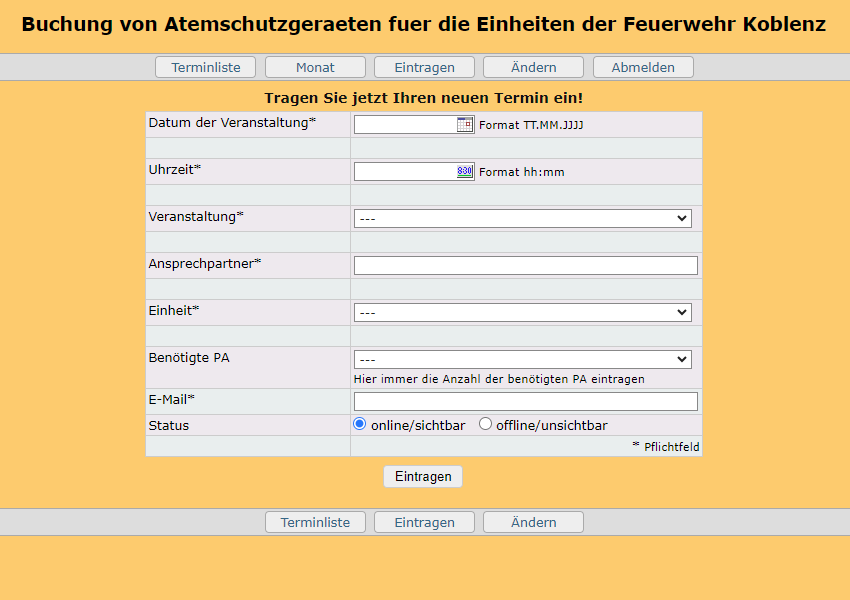 Buchung von Atemschutzgeraeten fuer die Einheiten der Feuerwehr Koblenz
Terminliste Monat Eintragen Ändern Abmelden
Tragen Sie jetzt Ihren neuen Termin ein!
Datum der Veranstaltung* Format TT.MM.JJJJ
Uhrzeit* Format hh:mm
Veranstaltung* ---
Ansprechpartner*
Einheit* ---
Benötigte PA ---
Hier immer die Anzahl der benötigten PA eintragen
E-Mail*
Status online/sichtbar offline/unsichtbar
* Pflichtfeld
Eintragen
Terminliste Eintragen Ändern